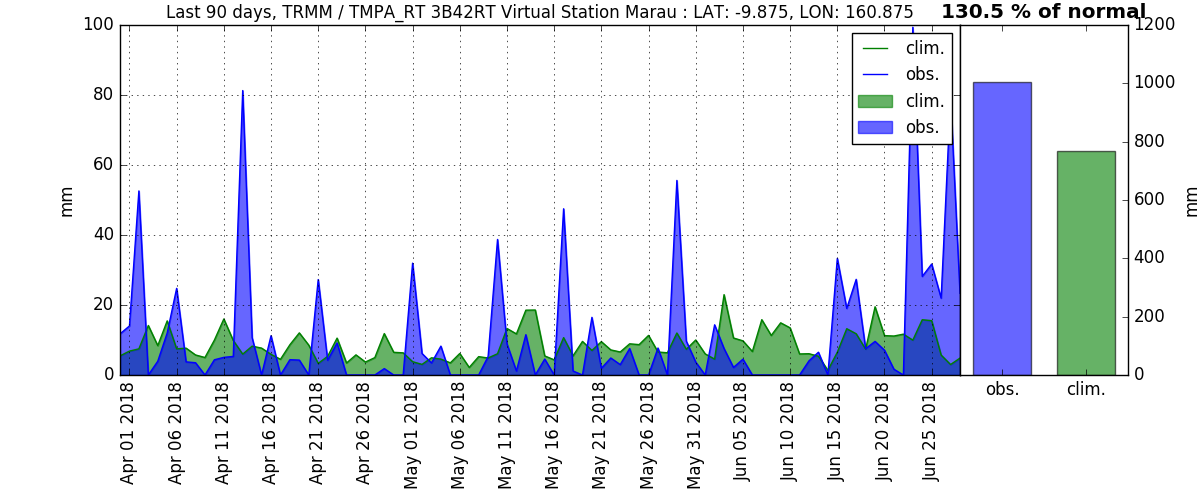 Last 90 days, TRMM / TMPA_RT 3B42RT Virtual Station Marau : LAT: -9.875, LON: 160.875
130.5 % of normal
mm
100
80
60
40
20
0
clim.
obs.
clim.
obs.
1200
1000
800
600
400
200
0
mm
Apr 01 2018
Apr 06 2018
Apr 11 2018
Apr 16 2018
Apr 21 2018
Apr 26 2018
May 01 2018
May 06 2018
May 11 2018
May 16 2018
May 21 2018
May 26 2018
May 31 2018
Jun 05 2018
Jun 10 2018
Jun 15 2018
Jun 20 2018
Jun 25 2018
obs.
clim.